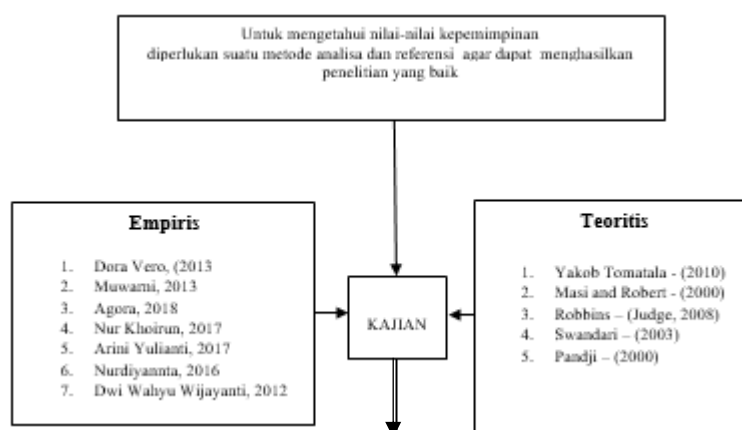 Untuk mengetahui nilai-nilai kepemimpinan
diperlukan suatu metode analisa dan referensi agar dapat menghasilkan
penelitian yang baik
Empiris
1. Dora Vero, (2013
2. Muwarni, 2013
3. Agora, 2018
4. Nur Khoirun, 2017
5. Arini Yulianti, 2017
6. Nurdiyannta, 2016
7. Dwi Wahyu Wijayanti, 2012
KAJIAN
Teoritis
1. Yakob Tomatala - (2010)
2. Masi and Robert - (2000)
3. Robbins – (Judge, 2008)
4. Swandari – (2003)
5. Pandji – (2000)